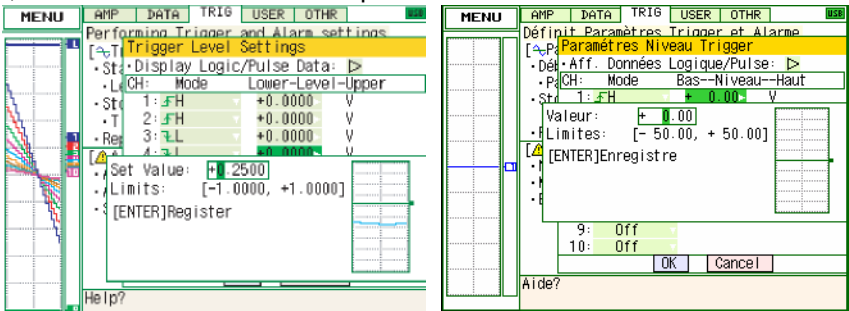 MENU AMP DATA TRIG USER OTHR USB
Performing Trigger and Alarm settings
Trigger Level Settings
・Display Logic/Pulse Data:
CH: Mode Lower-Level-Upper
1: H +0.0000 V
2: H +0.0000 V
3: L +0.0000 V
4: L +0.0000 V
Set Value: +0.2500
Limits: [-1.0000, +1.0000]
[ENTER]Register
Help?
MENU AMP DATA TRIG USER OTHR USB
Définit Paramètres Trigger et Alarme
Paramétres Niveau Trigger
・Aff. Données Logique/Pulse:
CH: Mode Bas--Niveau--Haut
1: H + 0.00 V
Valeur: + 0.00
Limites: [- 50.00, + 50.00]
[ENTER]Enregistre
9: Off
10: Off
OK Cancel
Aide?